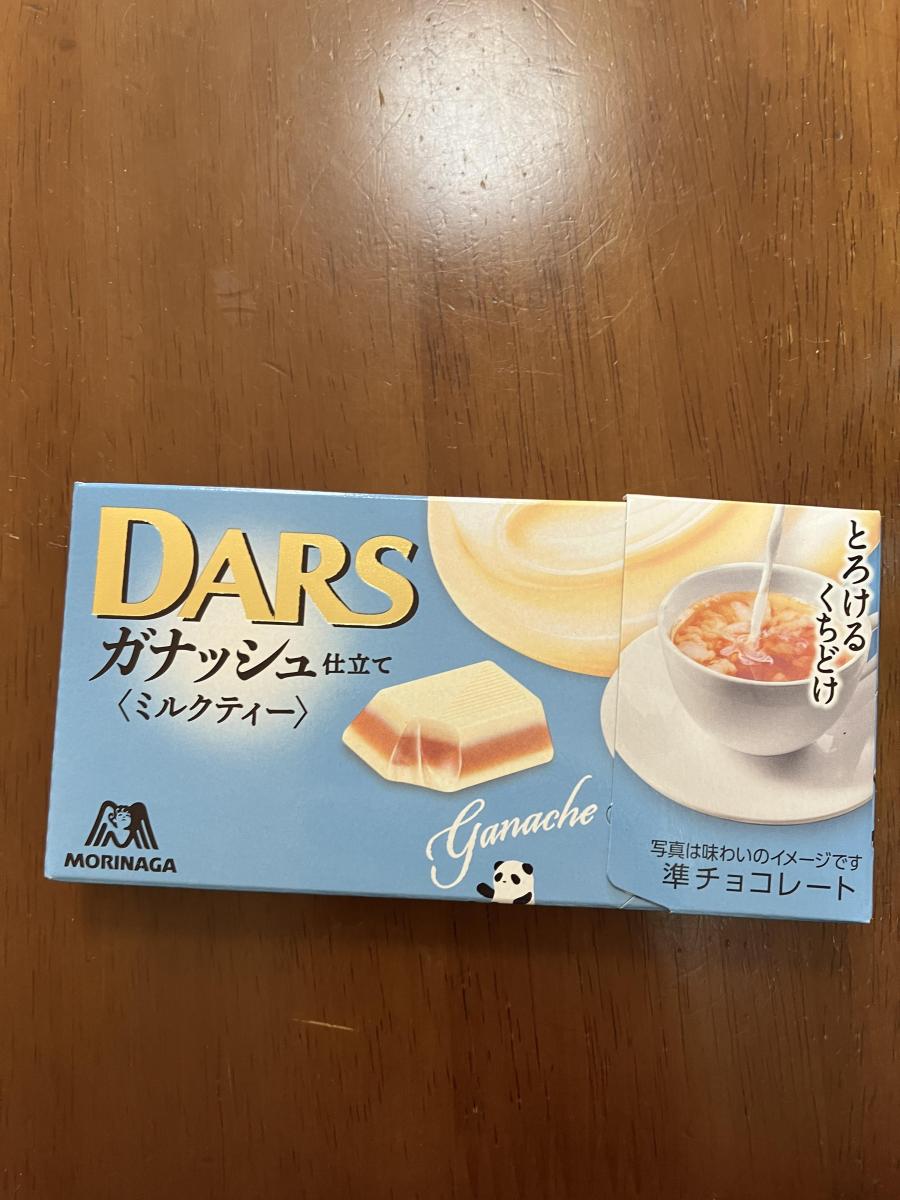 DARS
ガナッシュ仕立て
〈ミルクティー〉
MORINAGA
Ganache
とろける
くちどけ
写真は味わいのイメージです
準チョコレート